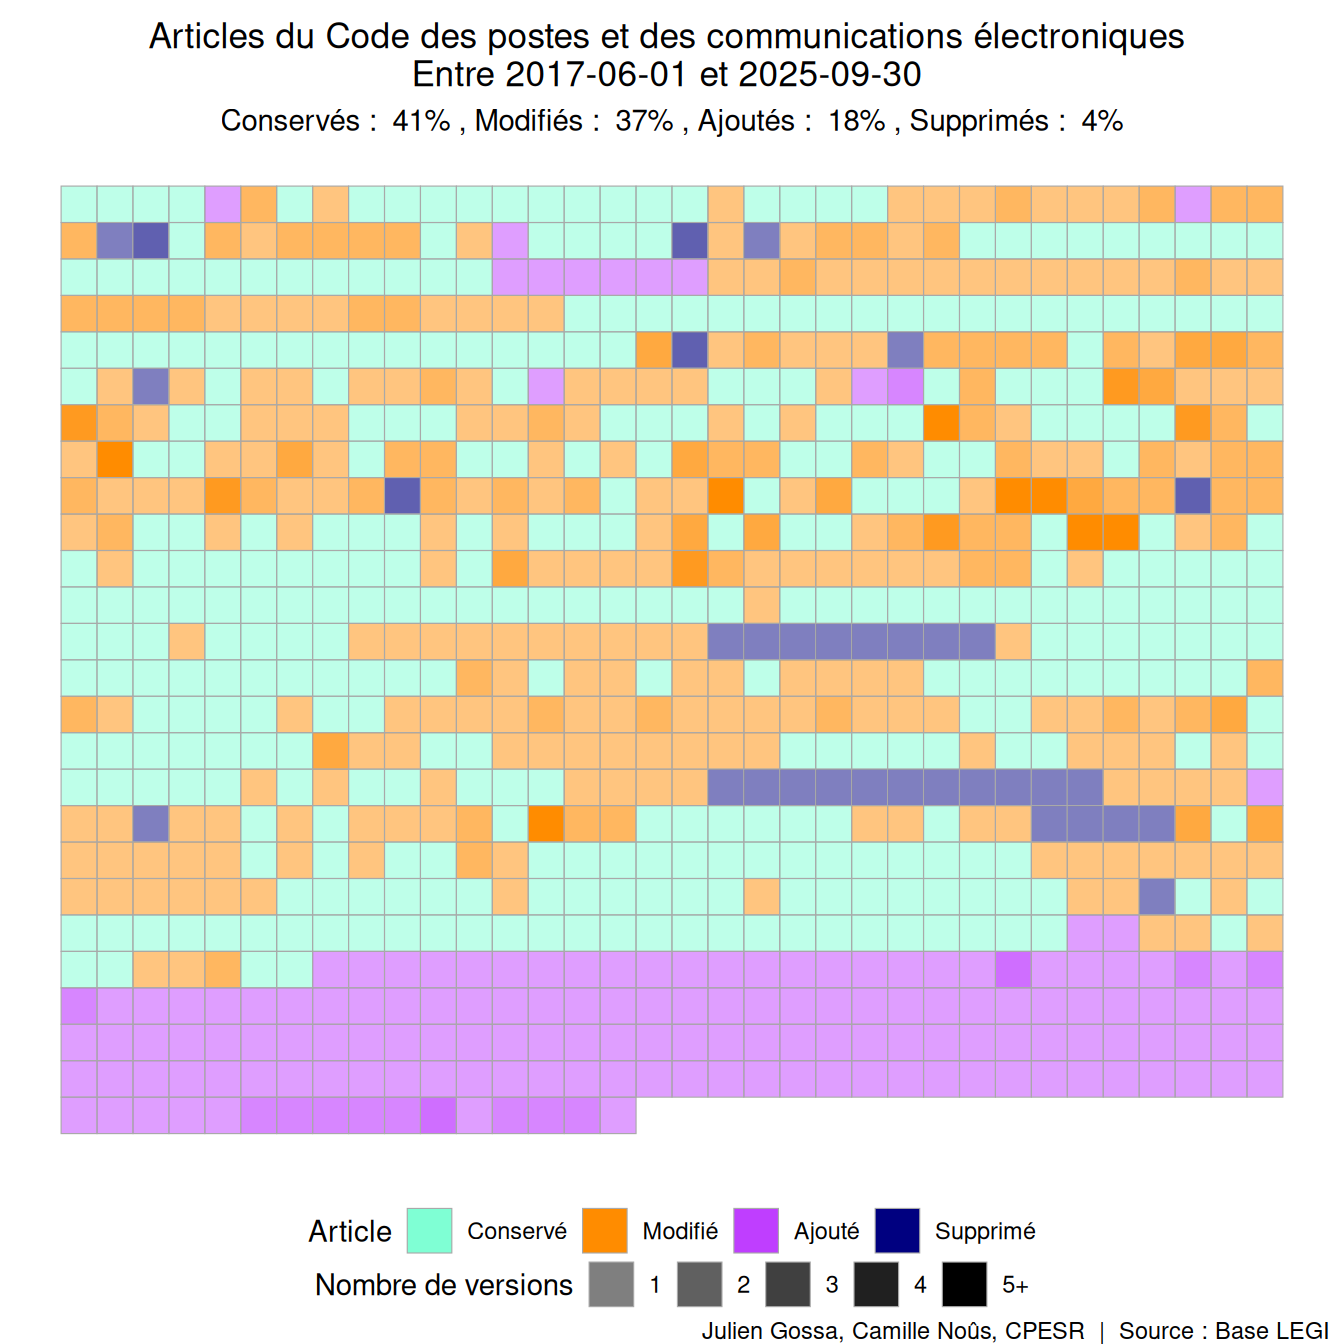 Articles du Code des postes et des communications électroniques
Entre 2017-06-01 et 2025-09-30
Conservés :  41% , Modifiés :  37% , Ajoutés :  18% , Supprimés :  4%
Article Conservé Modifié Ajouté Supprimé
Nombre de versions 1 2 3 4 5+
Julien Gossa, Camille Noûs, CPESR  |  Source : Base LEGI